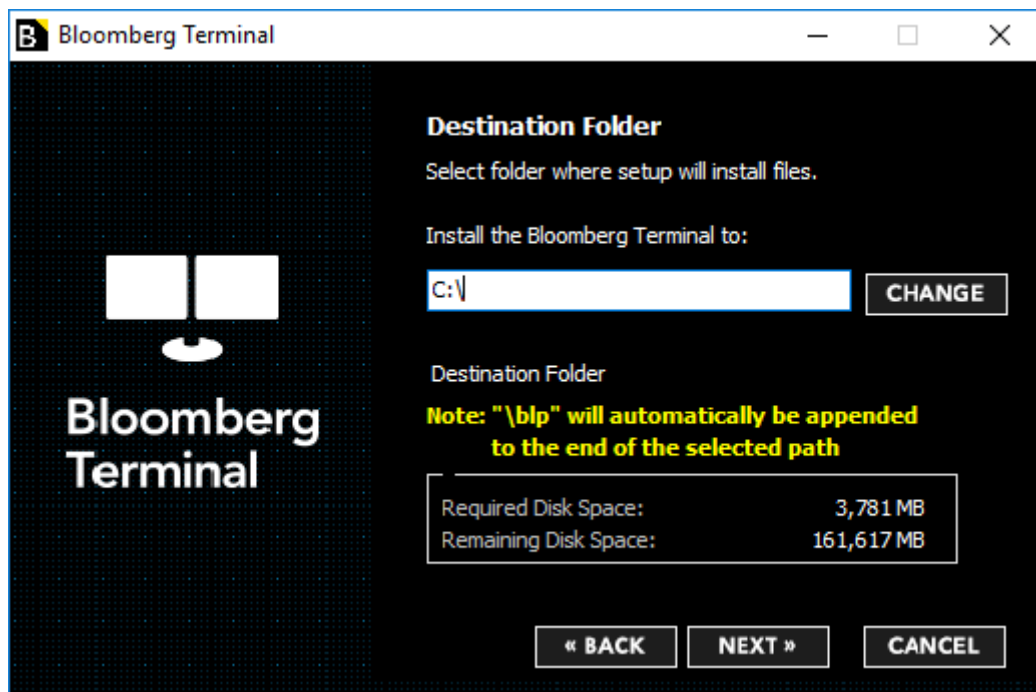 Bloomberg Terminal
Destination Folder
Select folder where setup will install files.
Install the Bloomberg Terminal to:
C:\
CHANGE
Destination Folder
Note: "\blp" will automatically be appended
to the end of the selected path
Required Disk Space: 3,781 MB
Remaining Disk Space: 161,617 MB
Bloomberg
Terminal
« BACK NEXT » CANCEL